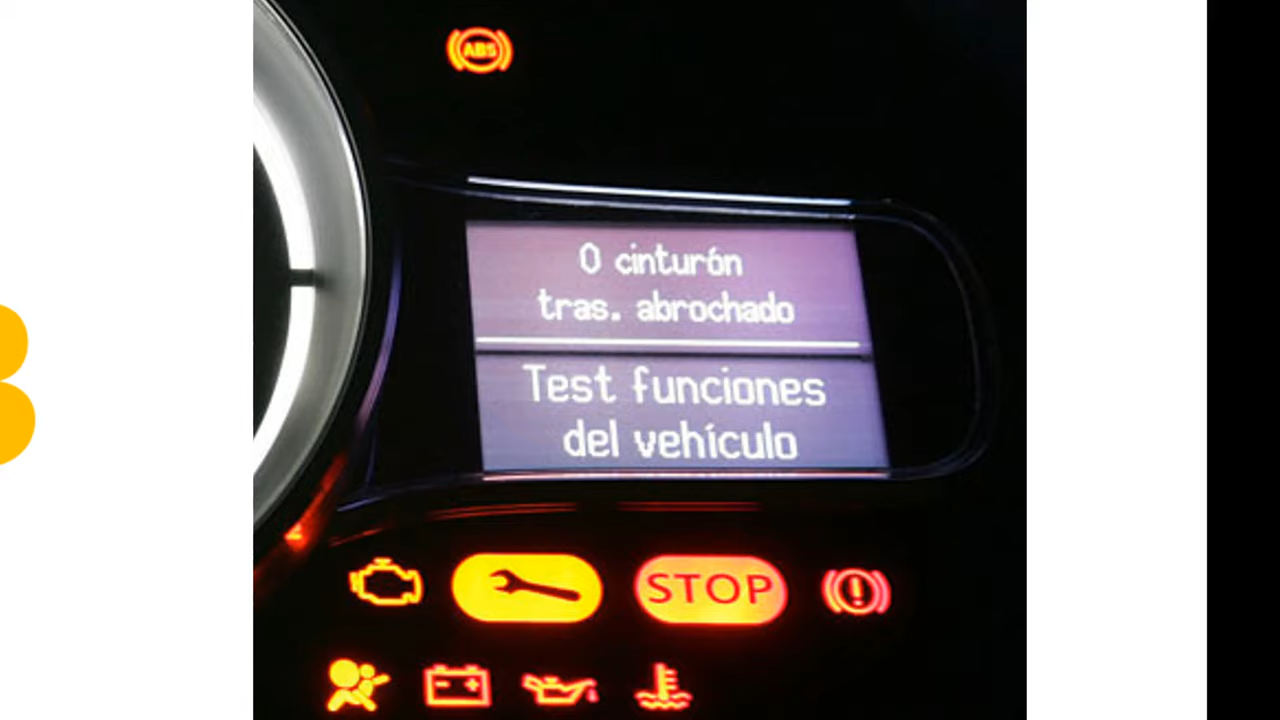 ABS
0 cinturón
tras. abrochado
Test funciones
del vehículo
STOP